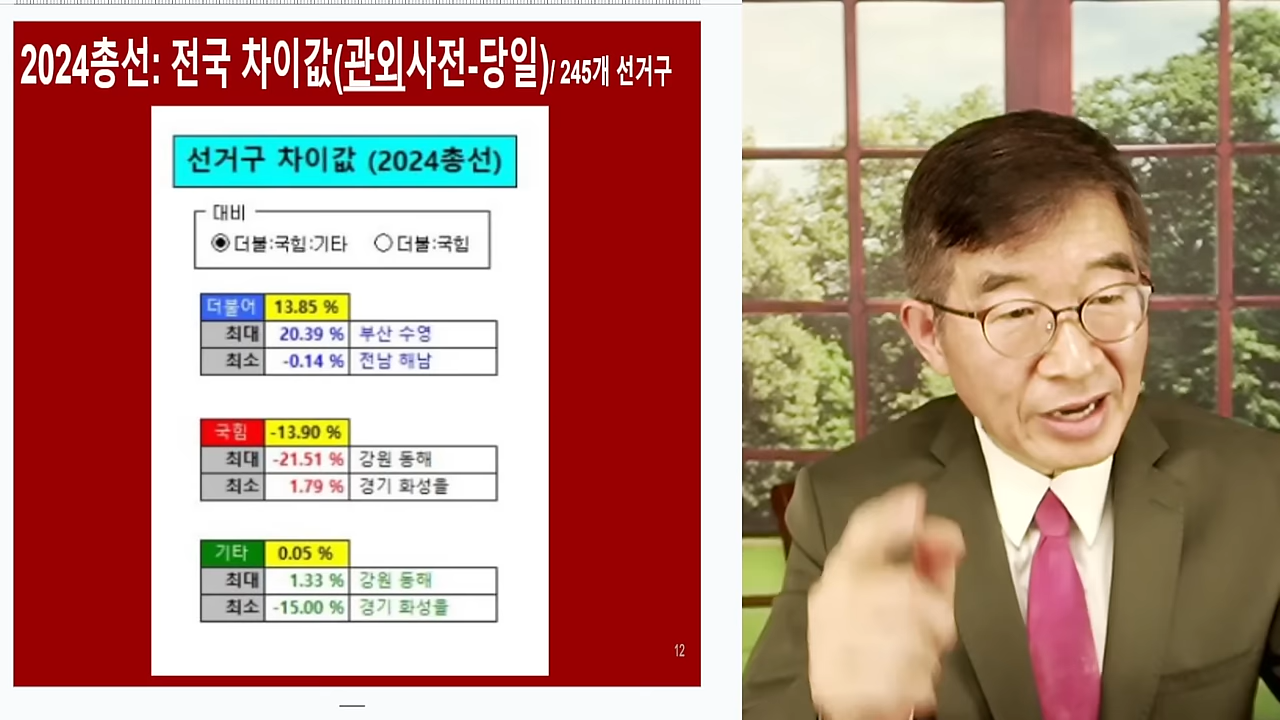 2024총선: 전국 차이값(관외사전-당일)/ 245개 선거구
선거구 차이값 (2024총선)
대비
더불:국힘:기타 더불:국힘
더불어 13.85 %
최대 20.39 % 부산 수영
최소 -0.14 % 전남 해남
국힘 -13.90 %
최대 -21.51 % 강원 동해
최소 1.79 % 경기 화성을
기타 0.05 %
최대 1.33 % 강원 동해
최소 -15.00 % 경기 화성을
12